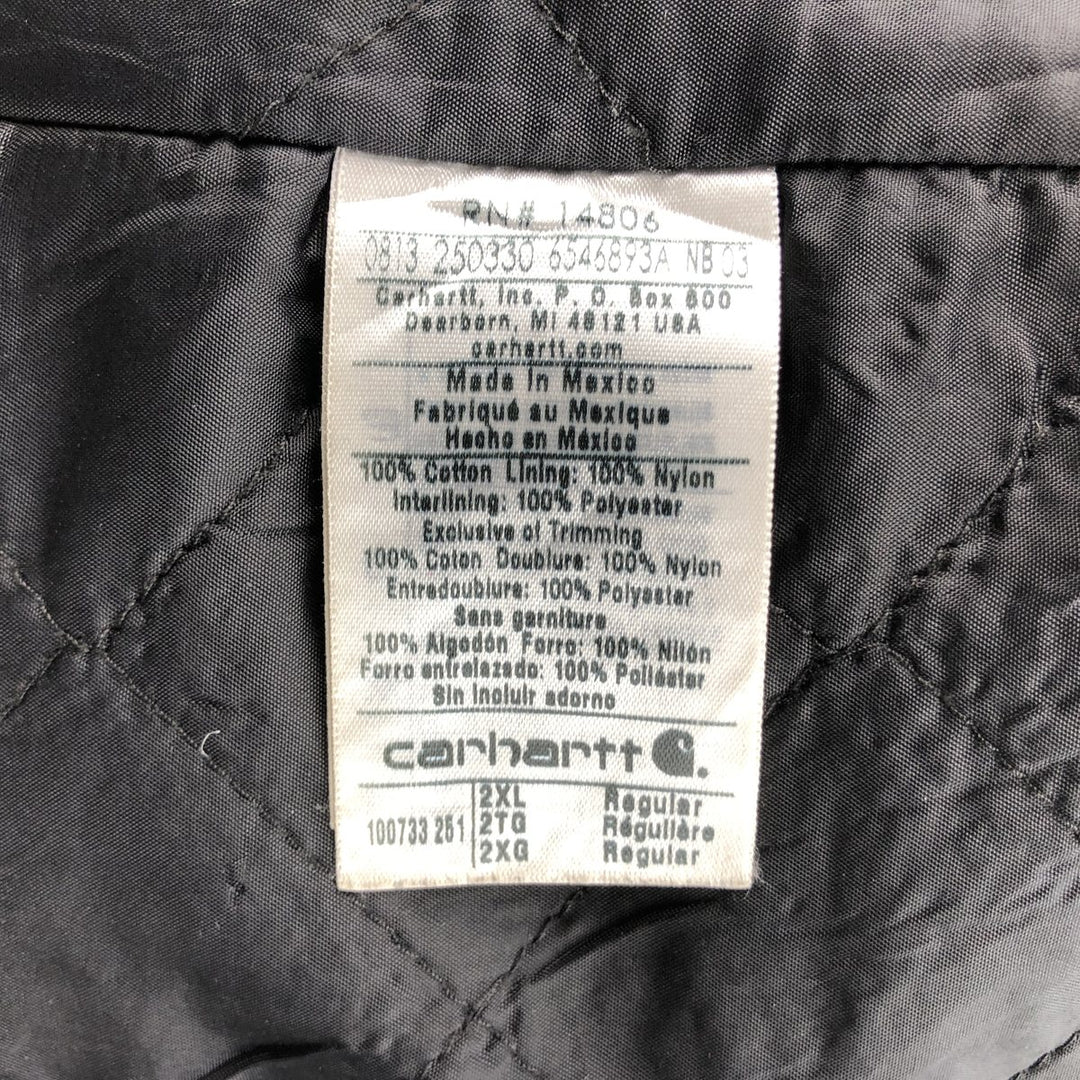 RN# 14806
0813 250330 6546893A NB 03
Carhartt, Inc. P. O. Box 600
Dearborn, MI 48121 USA
carhartt.com
Made in Mexico
Fabriqué au Mexique
Hecho en México
100% Cotton Lining: 100% Nylon
Interlining: 100% Polyester
Exclusive of Trimming
100% Coton Doublure: 100% Nylon
Entredoublure: 100% Polyester
Sans garniture
100% Algodón Forro: 100% Nilón
Forro entrelazado: 100% Poliéster
Sin incluir adorno
carhartt
100733 251
2XL Regular
2TG Régulière
2XG Regular